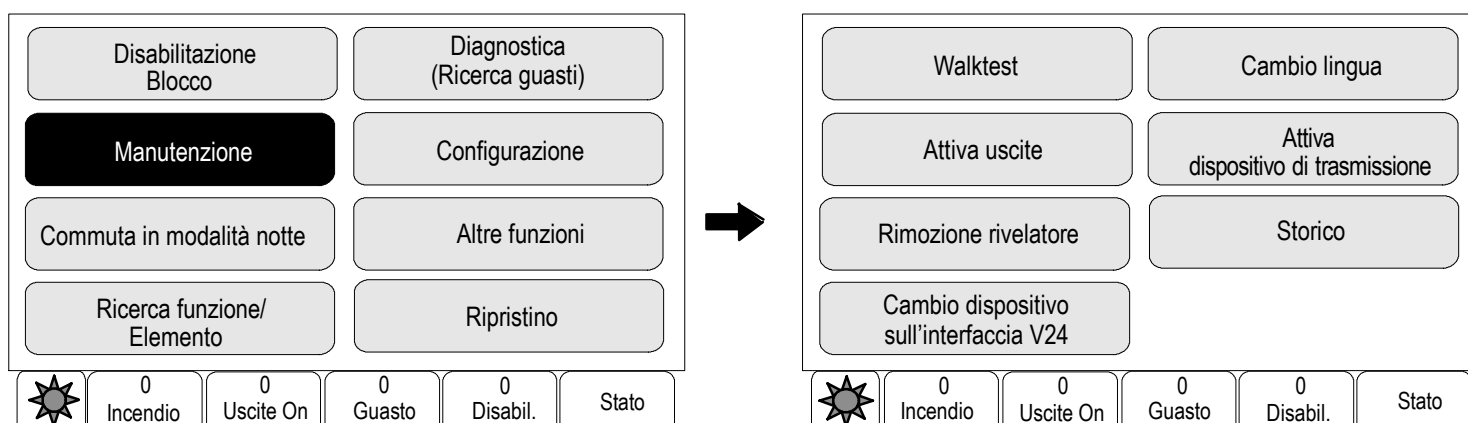 Disabilitazione
Blocco
Diagnostica
(Ricerca guasti)
Manutenzione
Configurazione
Commuta in modalità notte
Altre funzioni
Ricerca funzione/
Elemento
Ripristino
0
Incendio
0
Uscite On
0
Guasto
0
Disabil.
Stato
Walktest
Cambio lingua
Attiva uscite
Attiva
dispositivo di trasmissione
Rimozione rivelatore
Storico
Cambio dispositivo
sull'interfaccia V24
0
Incendio
0
Uscite On
0
Guasto
0
Disabil.
Stato